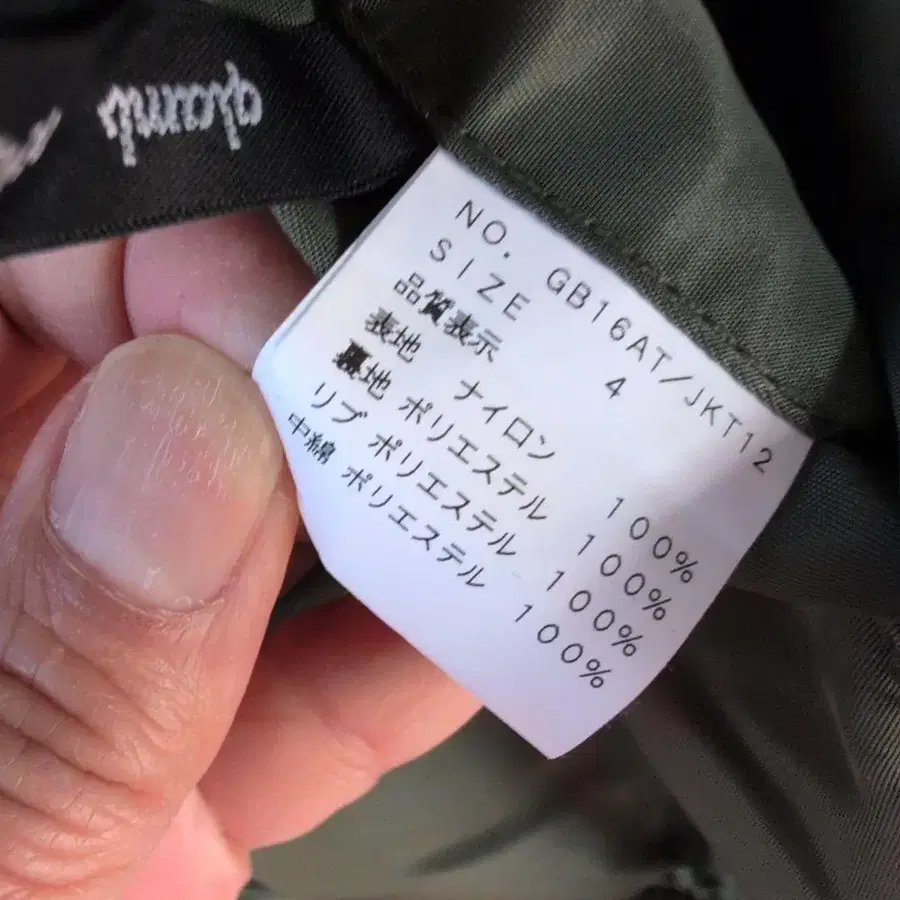 NO. GB16AT/JKT12
SIZE 4
品質表示
表地 ナイロン 100%
裏地 ポリエステル 100%
リブ ポリエステル 100%
中綿 ポリエステル 100%